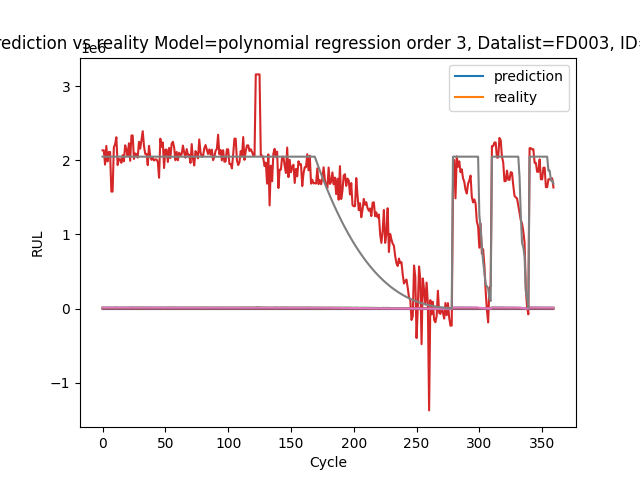 rediction vs reality Model=polynomial regression order 3, Datalist=FD003, ID=
1e6
3
2
1
0
−1
RUL
0
50
100
150
200
250
300
350
Cycle
prediction
reality